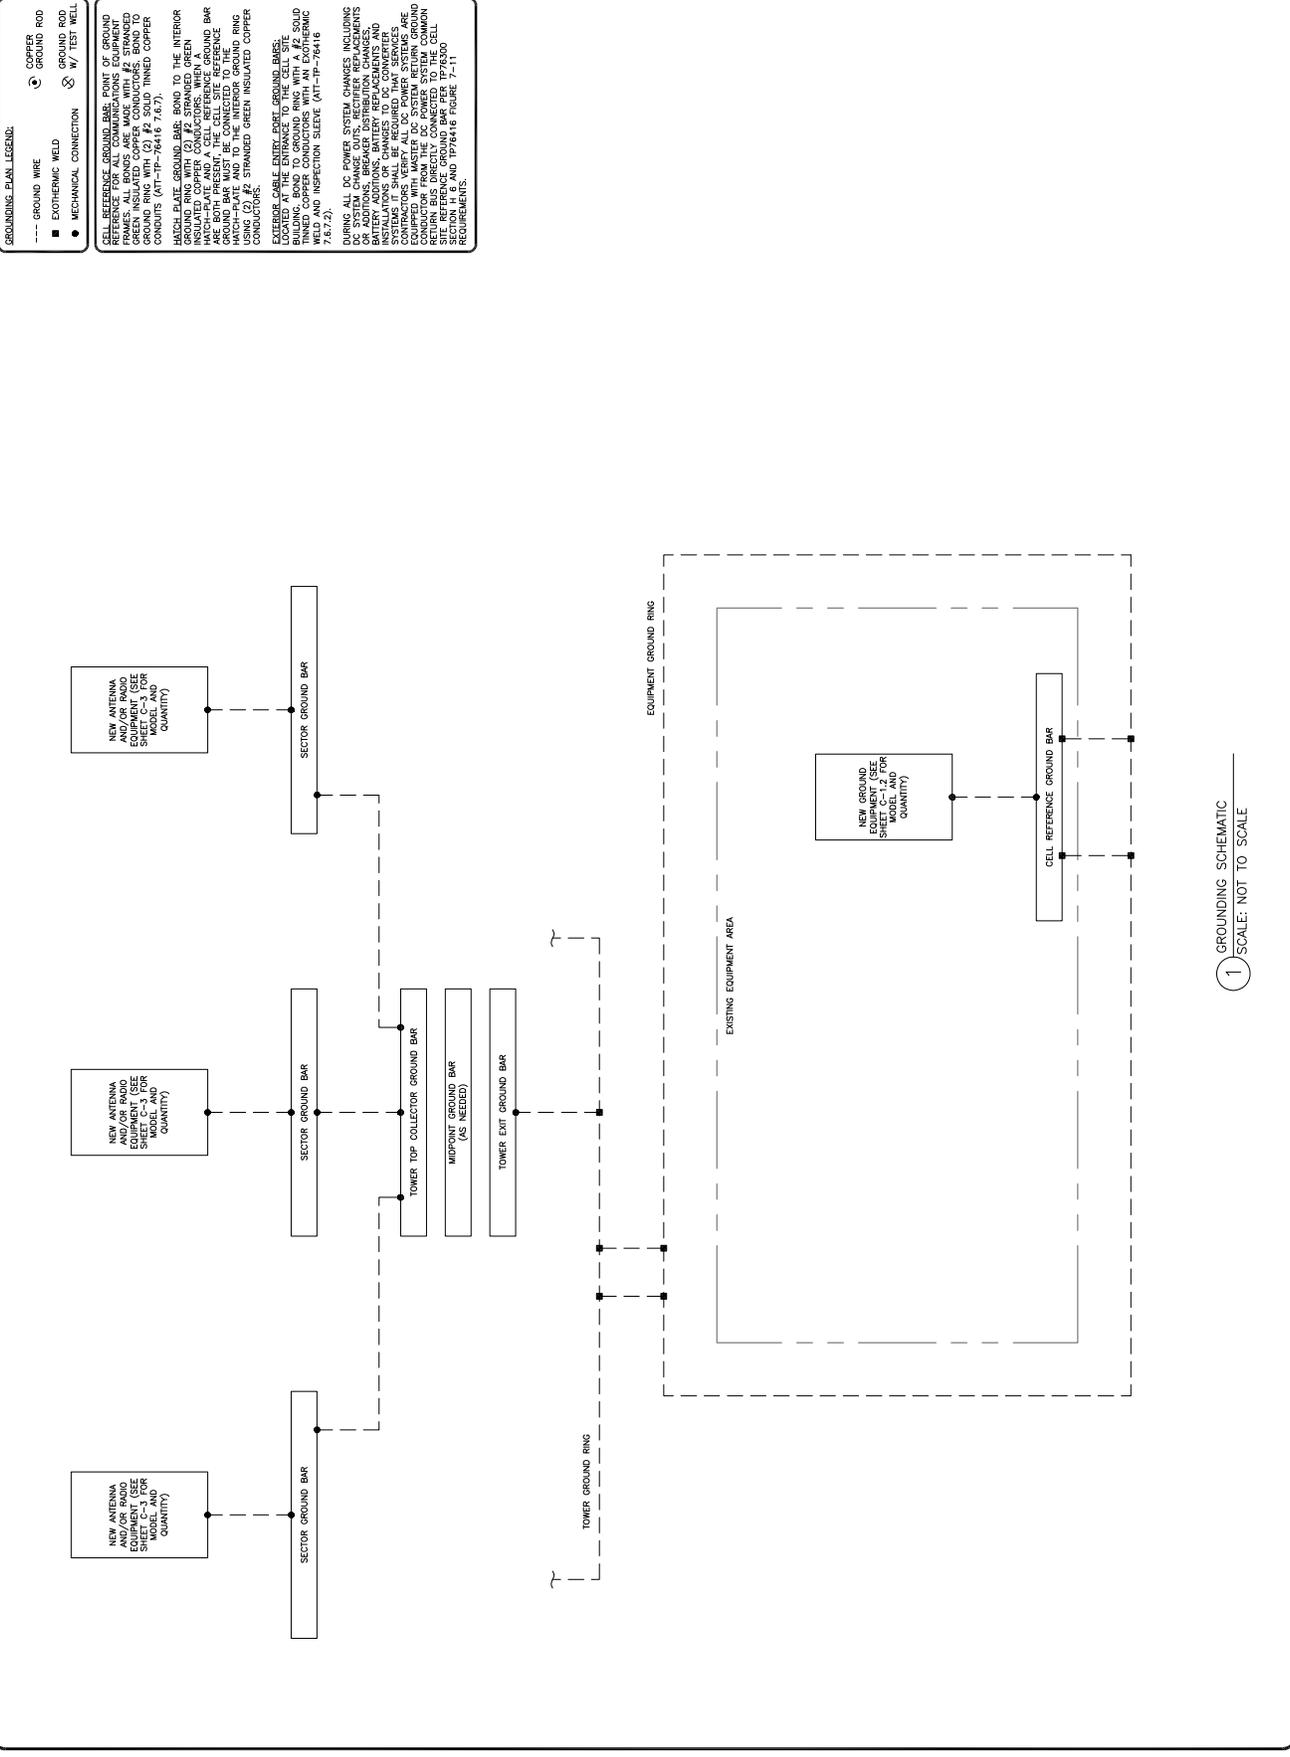 GROUNDING PLAN LEGEND:
---- GROUND WIRE
COPPER
GROUND ROD
EXOTHERMIC WELD
GROUND ROD
W/ TEST WELL
MECHANICAL CONNECTION
CELL REFERENCE GROUND BAR: POINT OF GROUND
REFERENCE FOR ALL COMMUNICATIONS EQUIPMENT
FRAMES. ALL BONDS ARE MADE WITH #2 STRANDED
GREEN INSULATED COPPER CONDUCTORS. BOND TO
GROUND RING WITH (2) #2 SOLID TINNED COPPER
CONDUITS (ATT-TP-76416 7.6.7).
HATCH PLATE GROUND BAR: BOND TO THE INTERIOR
GROUND RING WITH (2) #2 STRANDED GREEN
INSULATED COPPER CONDUCTORS. WHEN A
HATCH-PLATE AND A CELL REFERENCE GROUND BAR
ARE BOTH PRESENT, THE CELL SITE REFERENCE
GROUND BAR MUST BE CONNECTED TO THE
HATCH-PLATE AND TO THE INTERIOR GROUND RING
USING (2) #2 STRANDED GREEN INSULATED COPPER
CONDUCTORS.
EXTERIOR CABLE ENTRY PORT GROUND BARS:
LOCATED AT THE ENTRANCE TO THE CELL SITE
BUILDING. BOND TO GROUND RING WITH A #2 SOLID
TINNED COPPER CONDUCTORS WITH AN EXOTHERMIC
WELD AND INSPECTION SLEEVE (ATT-TP-76416
7.6.7.2).
DURING ALL DC POWER SYSTEM CHANGES INCLUDING
DC SYSTEM CHANGE OUTS, RECTIFIER REPLACEMENTS
OR ADDITIONS, BREAKER DISTRIBUTION CHANGES,
BATTERY ADDITIONS, BATTERY REPLACEMENTS AND
INSTALLATIONS OR CHANGES TO DC CONVERTER
SYSTEMS IT SHALL BE REQUIRED THAT SERVICES
CONTRACTORS VERIFY ALL DC POWER SYSTEMS ARE
EQUIPPED WITH MASTER DC SYSTEM RETURN GROUND
CONDUCTOR FROM THE DC POWER SYSTEM COMMON
RETURN BUS DIRECTLY CONNECTED TO THE CELL
SITE REFERENCE GROUND BAR PER TP76300
SECTION H 6 AND TP76416 FIGURE 7-11
REQUIREMENTS.
NEW ANTENNA
AND/OR RADIO
EQUIPMENT (SEE
SHEET C-3 FOR
MODEL AND
QUANTITY)
NEW ANTENNA
AND/OR RADIO
EQUIPMENT (SEE
SHEET C-3 FOR
MODEL AND
QUANTITY)
NEW ANTENNA
AND/OR RADIO
EQUIPMENT (SEE
SHEET C-3 FOR
MODEL AND
QUANTITY)
SECTOR GROUND BAR
SECTOR GROUND BAR
SECTOR GROUND BAR
TOWER TOP COLLECTOR GROUND BAR
MIDPOINT GROUND BAR
(AS NEEDED)
TOWER EXIT GROUND BAR
TOWER GROUND RING
EQUIPMENT GROUND RING
EXISTING EQUIPMENT AREA
NEW GROUND
EQUIPMENT (SEE
SHEET C-1.2 FOR
MODEL AND
QUANTITY)
CELL REFERENCE GROUND BAR
1
GROUNDING SCHEMATIC
SCALE: NOT TO SCALE